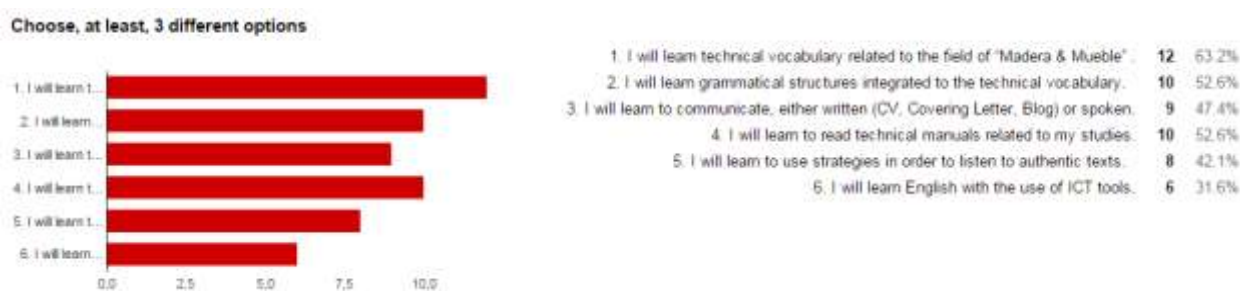 Choose, at least, 3 different options
1. I will learn t...
2. I will learn...
3. I will learn t...
4. I will learn t...
5. I will learn t...
6. I will learn...
0,0 2,5 5,0 7,5 10,0
1. I will learn technical vocabulary related to the field of "Madera & Mueble". 12 63.2%
2. I will learn grammatical structures integrated to the technical vocabulary. 10 52.6%
3. I will learn to communicate, either written (CV, Covering Letter, Blog) or spoken. 9 47.4%
4. I will learn to read technical manuals related to my studies. 10 52.6%
5. I will learn to use strategies in order to listen to authentic texts. 8 42.1%
6. I will learn English with the use of ICT tools. 6 31.6%